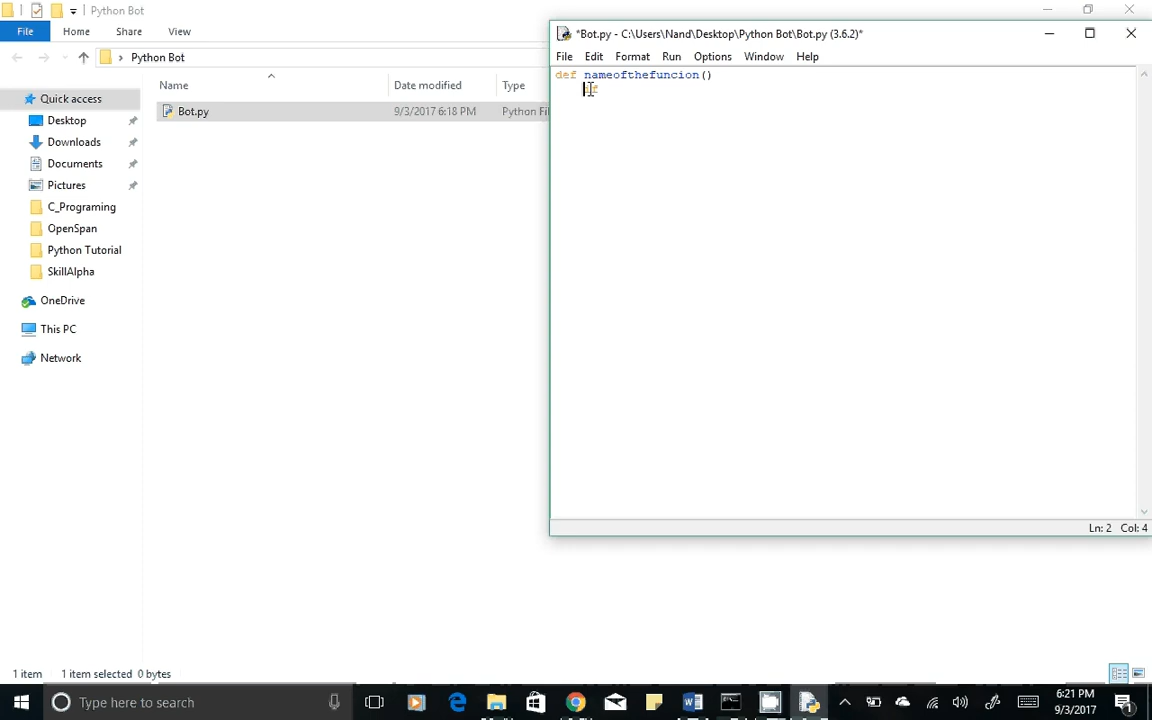 Python Bot
File Home Share View
Python Bot
Name Date modified Type
Bot.py 9/3/2017 6:18 PM Python Fil
Quick access
Desktop
Downloads
Documents
Pictures
C_Programing
OpenSpan
Python Tutorial
SkillAlpha
OneDrive
This PC
Network
*Bot.py - C:\Users\Nand\Desktop\Python Bot\Bot.py (3.6.2)*
File Edit Format Run Options Window Help
def nameofthefuncion()
if
Ln: 2 Col: 4
1 item 1 item selected 0 bytes
Type here to search
6:21 PM
9/3/2017
1